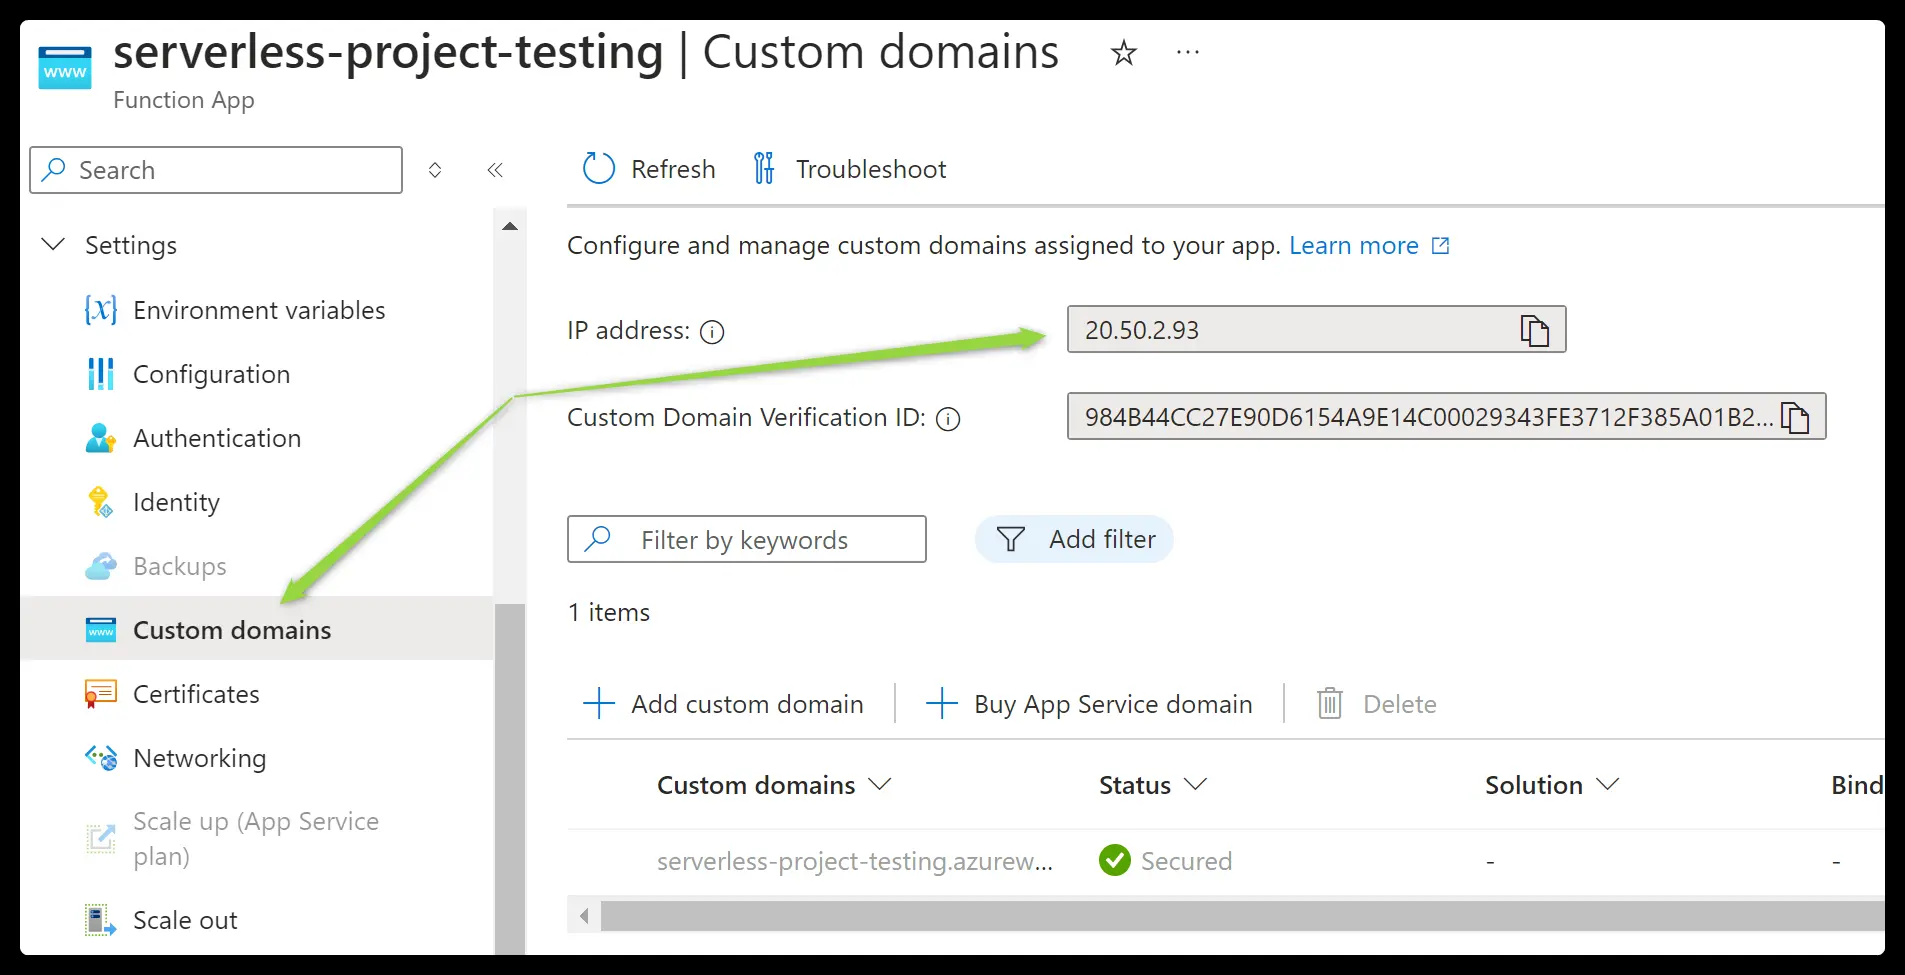 serverless-project-testing | Custom domains
Function App
Search
Refresh
Troubleshoot
Settings
Environment variables
Configuration
Authentication
Identity
Backups
Custom domains
Certificates
Networking
Scale up (App Service
plan)
Scale out
Configure and manage custom domains assigned to your app. Learn more
IP address:
20.50.2.93
Custom Domain Verification ID:
984B44CC27E90D6154A9E14C00029343FE3712F385A01B2...
Filter by keywords
Add filter
1 items
Add custom domain
Buy App Service domain
Delete
Custom domains
Status
Solution
Bind
serverless-project-testing.azurew...
Secured
-
-